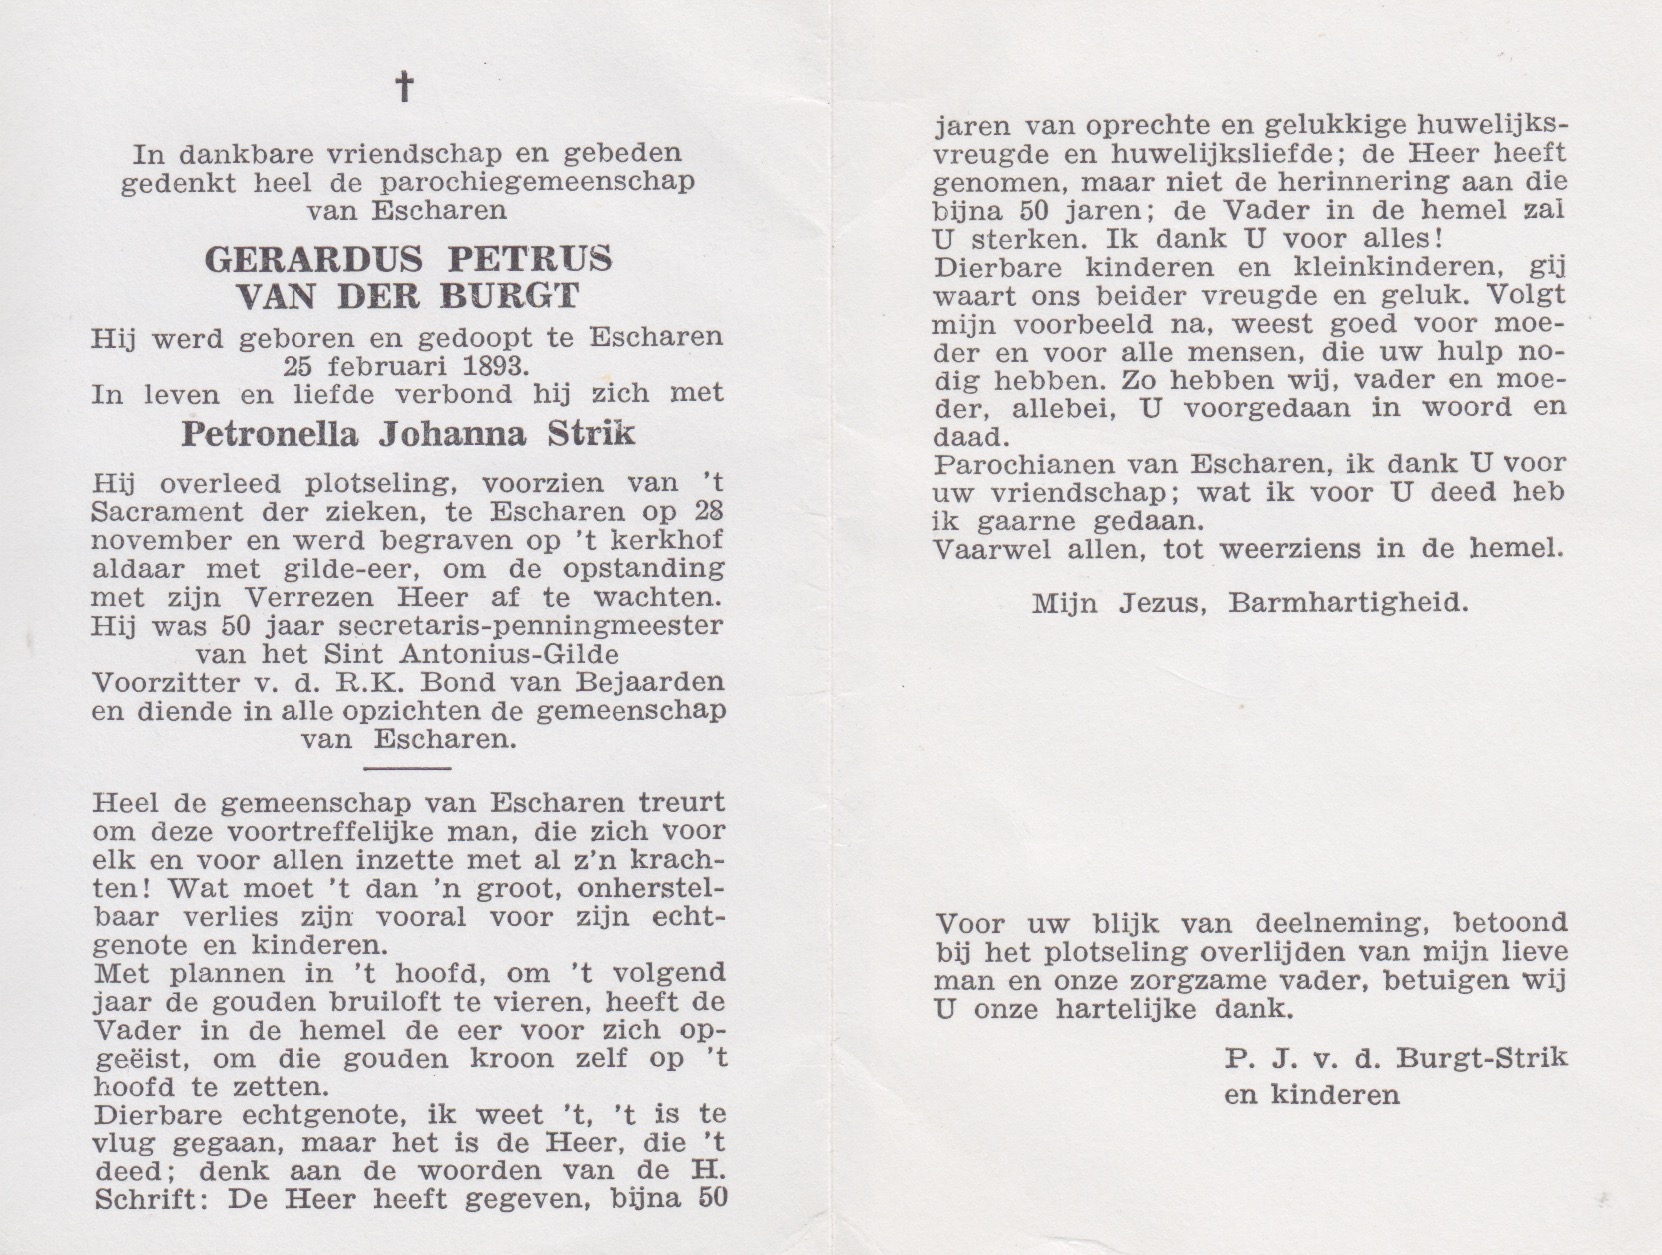 ✝
In dankbare vriendschap en gebeden
gedenkt heel de parochiegemeenschap
van Escharen
GERARDUS PETRUS
VAN DER BURGT
Hij werd geboren en gedoopt te Escharen
25 februari 1893.
In leven en liefde verbond hij zich met
Petronella Johanna Strik
Hij overleed plotseling, voorzien van 't
Sacrament der zieken, te Escharen op 28
november en werd begraven op 't kerkhof
aldaar met gilde-eer, om de opstanding
met zijn Verrezen Heer af te wachten.
Hij was 50 jaar secretaris-penningmeester
van het Sint Antonius-Gilde
Voorzitter v. d. R.K. Bond van Bejaarden
en diende in alle opzichten de gemeenschap
van Escharen.
Heel de gemeenschap van Escharen treurt
om deze voortreffelijke man, die zich voor
elk en voor allen inzette met al z'n krach-
ten! Wat moet 't dan 'n groot, onherstel-
baar verlies zijn vooral voor zijn echt-
genote en kinderen.
Met plannen in 't hoofd, om 't volgend
jaar de gouden bruiloft te vieren, heeft de
Vader in de hemel de eer voor zich op-
geëist, om die gouden kroon zelf op 't
hoofd te zetten.
Dierbare echtgenote, ik weet 't, 't is te
vlug gegaan, maar het is de Heer, die 't
deed; denk aan de woorden van de H.
Schrift: De Heer heeft gegeven, bijna 50
jaren van oprechte en gelukkige huwelijks-
vreugde en huwelijksliefde; de Heer heeft
genomen, maar niet de herinnering aan die
bijna 50 jaren; de Vader in de hemel zal
U sterken. Ik dank U voor alles!
Dierbare kinderen en kleinkinderen, gij
waart ons beider vreugde en geluk. Volgt
mijn voorbeeld na, weest goed voor moe-
der en voor alle mensen, die uw hulp no-
dig hebben. Zo hebben wij, vader en moe-
der, allebei, U voorgedaan in woord en
daad.
Parochianen van Escharen, ik dank U voor
uw vriendschap; wat ik voor U deed heb
ik gaarne gedaan.
Vaarwel allen, tot weerziens in de hemel.
Mijn Jezus, Barmhartigheid.
Voor uw blijk van deelneming, betoond
bij het plotseling overlijden van mijn lieve
man en onze zorgzame vader, betuigen wij
U onze hartelijke dank.
P. J. v. d. Burgt-Strik
en kinderen